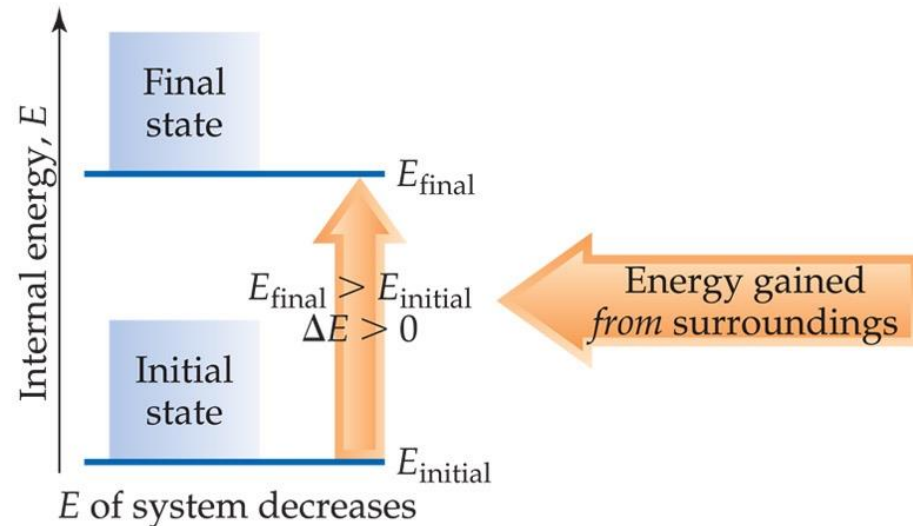 Internal energy, E
Final
state
E_final
E_final > E_initial
ΔE > 0
Energy gained
from surroundings
Initial
state
E_initial
E of system decreases